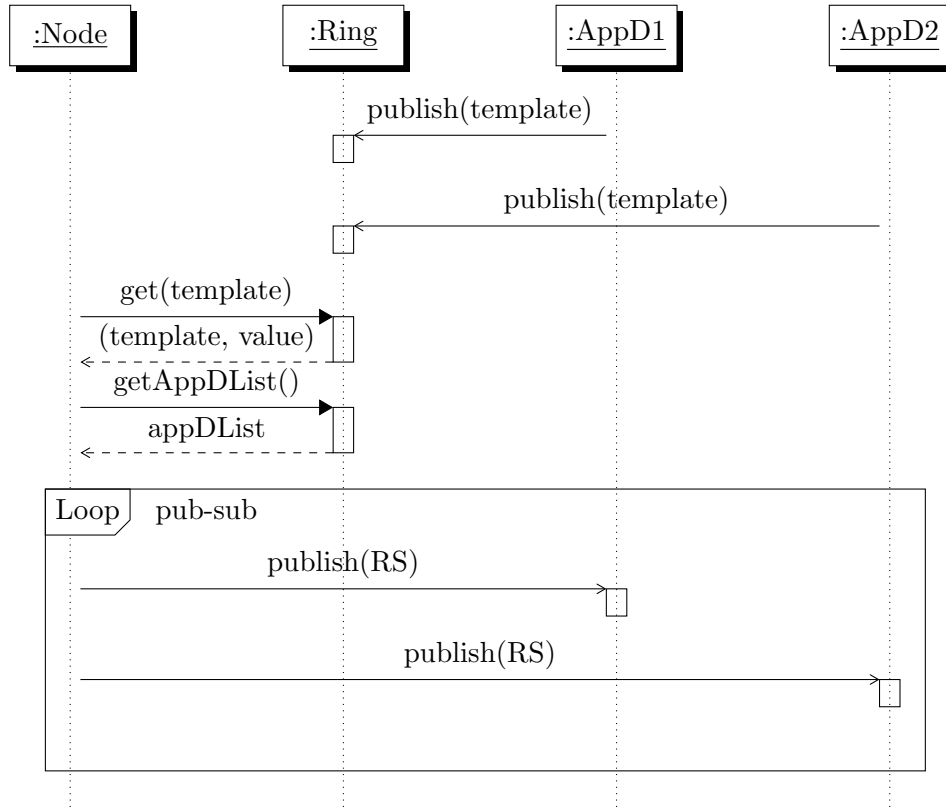 :Node
:Ring
:AppD1
:AppD2
publish(template)
publish(template)
get(template)
(template, value)
getAppDList()
appDList
Loop pub-sub
publish(RS)
publish(RS)